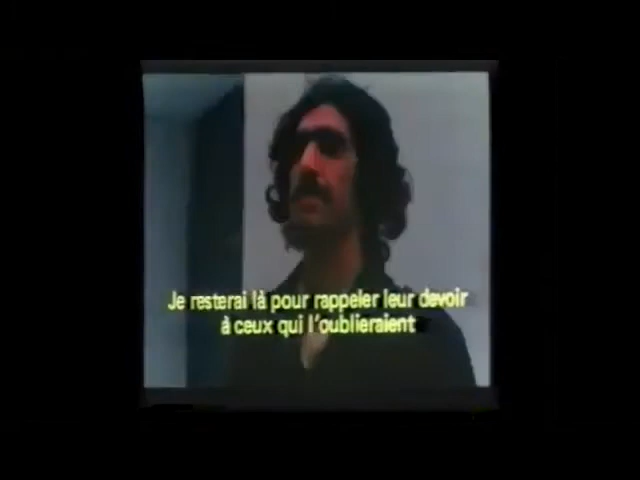 Je resterai là pour rappeler leur devoir
à ceux qui l'oublieraient